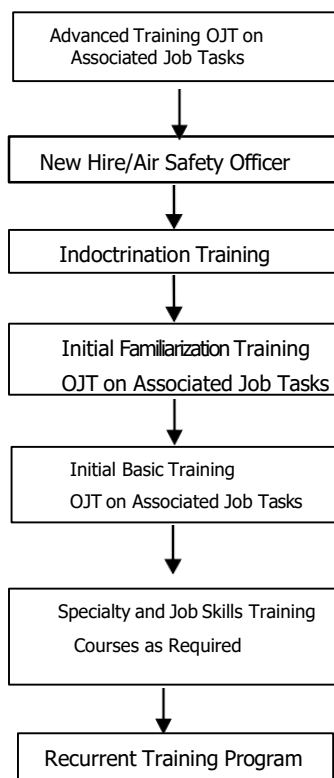 Advanced Training OJT on
Associated Job Tasks
New Hire/Air Safety Officer
Indoctrination Training
Initial Familiarization Training
OJT on Associated Job Tasks
Initial Basic Training
OJT on Associated Job Tasks
Specialty and Job Skills Training
Courses as Required
Recurrent Training Program